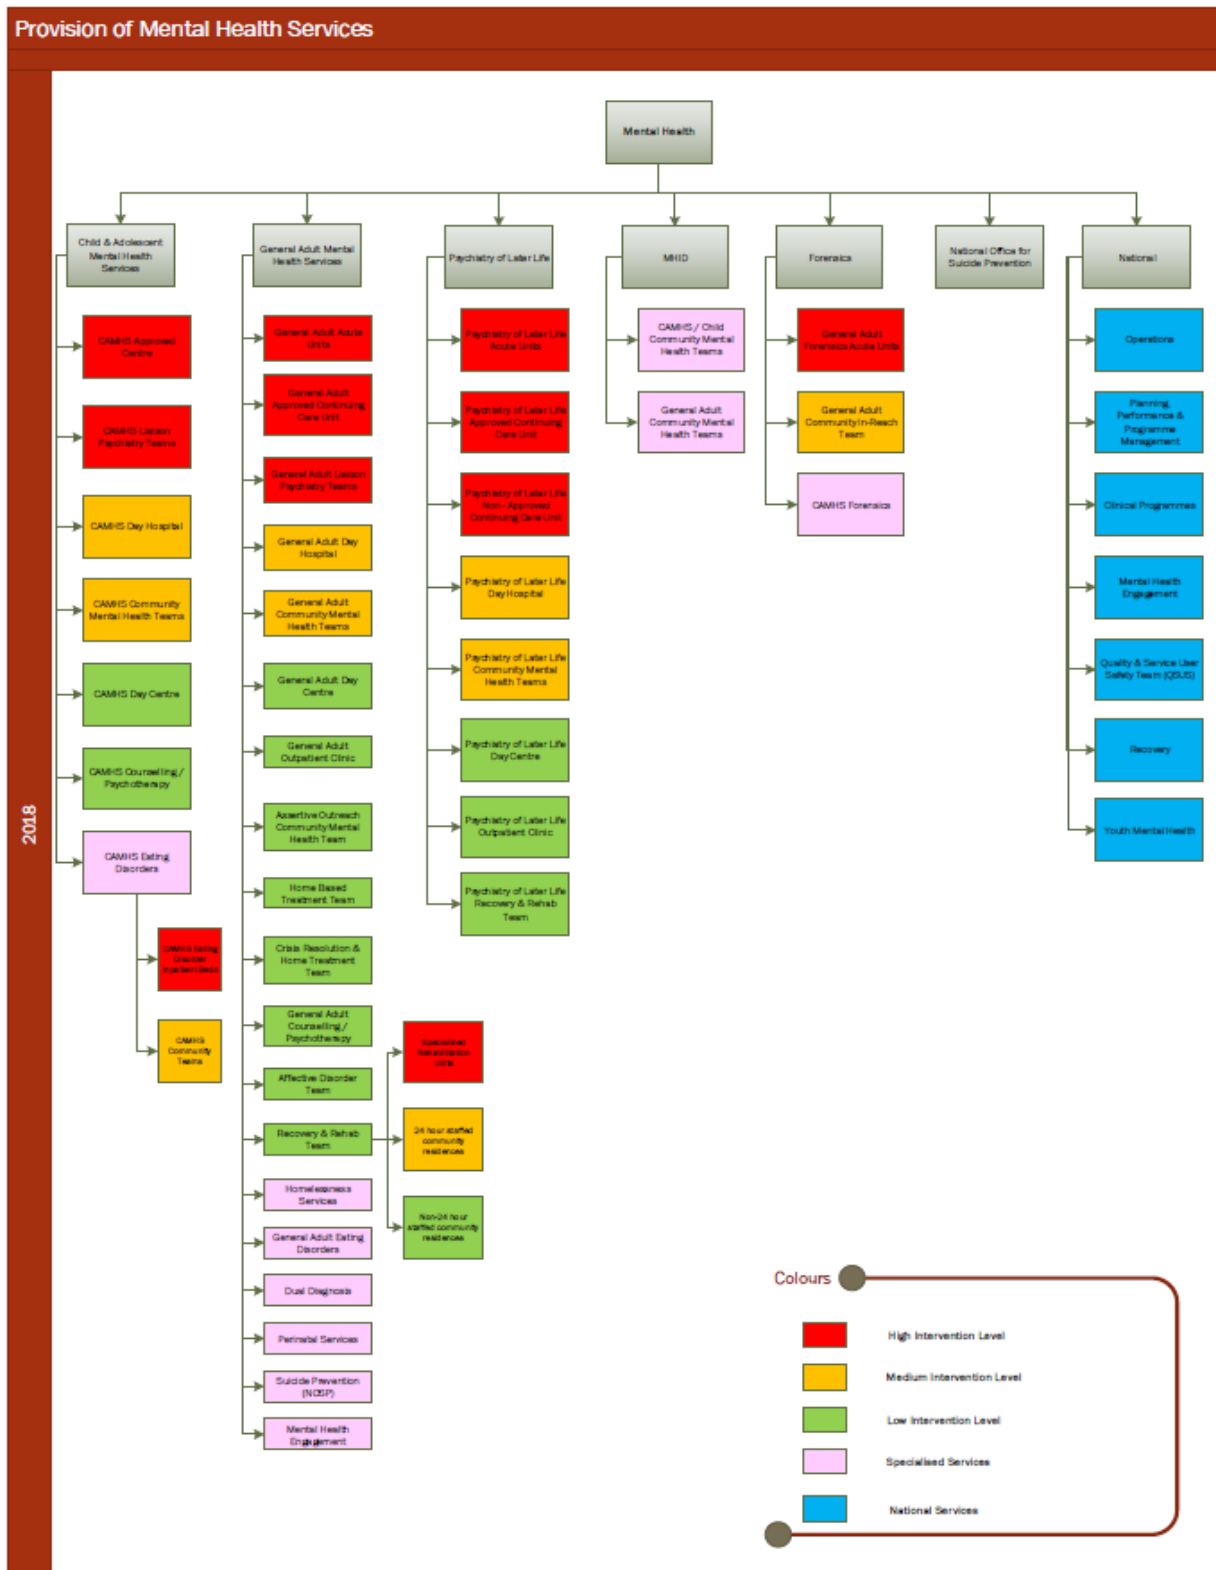 Provision of Mental Health Services
2018
Mental Health
Child & Adolescent
Mental Health
Services
General Adult Mental
Health Services
Psychiatry of Later Life
MHID
Forensics
National Office for
Suicide Prevention
National
CAMHS Approved
Centre
CAMHS Liaison
Psychiatry Teams
CAMHS Day Hospital
CAMHS Community
Mental Health Teams
CAMHS Day Centre
CAMHS Counselling /
Psychotherapy
CAMHS Eating
Disorders
CAMHS Eating
Disorder
Inpatient Beds
CAMHS
Community
Teams
General Adult Acute
Units
General Adult
Approved Continuing
Care Unit
General Adult Liaison
Psychiatry Teams
General Adult Day
Hospital
General Adult
Community Mental
Health Teams
General Adult Day
Centre
General Adult
Outpatient Clinic
Assertive Outreach
Community Mental
Health Team
Home Based
Treatment Team
Crisis Resolution &
Home Treatment
Team
General Adult
Counselling /
Psychotherapy
Affective Disorder
Team
Recovery & Rehab
Team
Homelessness
Services
General Adult Eating
Disorders
Dual Diagnosis
Perinatal Services
Suicide Prevention
(NOSP)
Mental Health
Engagement
Specialised
Rehabilitation
Units
24 hour staffed
community
residences
Non-24 hour
staffed community
residences
Psychiatry of Later Life
Acute Units
Psychiatry of Later Life
Approved Continuing
Care Unit
Psychiatry of Later Life
Non - Approved
Continuing Care Unit
Psychiatry of Later Life
Day Hospital
Psychiatry of Later Life
Community Mental
Health Teams
Psychiatry of Later Life
Day Centre
Psychiatry of Later Life
Outpatient Clinic
Psychiatry of Later Life
Recovery & Rehab
Team
CAMHS / Child
Community Mental
Health Teams
General Adult
Community Mental
Health Teams
General Adult
Forensics Acute Units
General Adult
Community In-Reach
Team
CAMHS Forensics
Operations
Planning,
Performance &
Programme
Management
Clinical Programmes
Mental Health
Engagement
Quality & Service User
Safety Team (QSUS)
Recovery
Youth Mental Health
Colours
High Intervention Level
Medium Intervention Level
Low Intervention Level
Specialised Services
National Services